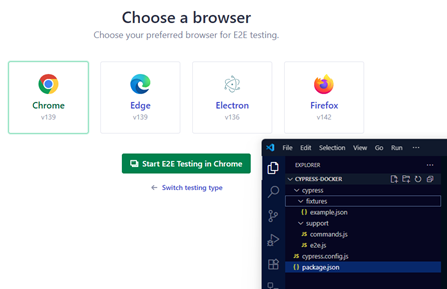 Choose a browser
Choose your preferred browser for E2E testing.
Chrome
v139
Edge
v139
Electron
v136
Firefox
v142
Start E2E Testing in Chrome
← Switch testing type
File Edit Selection View Go Run ···
EXPLORER ···
CYPRESS-DOCKER
cypress
fixtures
{ } example.json
support
JS commands.js
JS e2e.js
JS cypress.config.js
{ } package.json